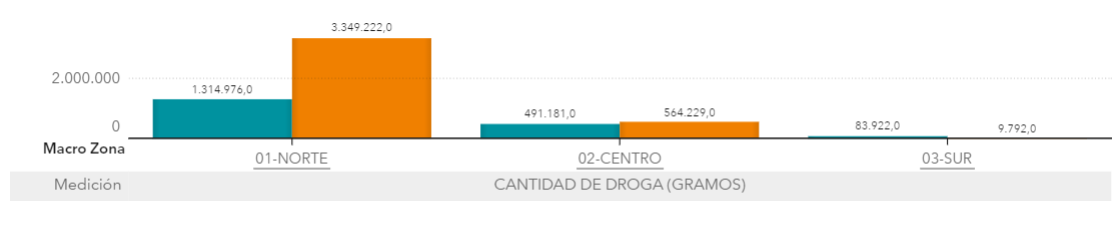 3.349.222,0
2.000.000
1.314.976,0
491.181,0
564.229,0
83.922,0
9.792,0
0
Macro Zona
01-NORTE
02-CENTRO
03-SUR
Medición
CANTIDAD DE DROGA (GRAMOS)